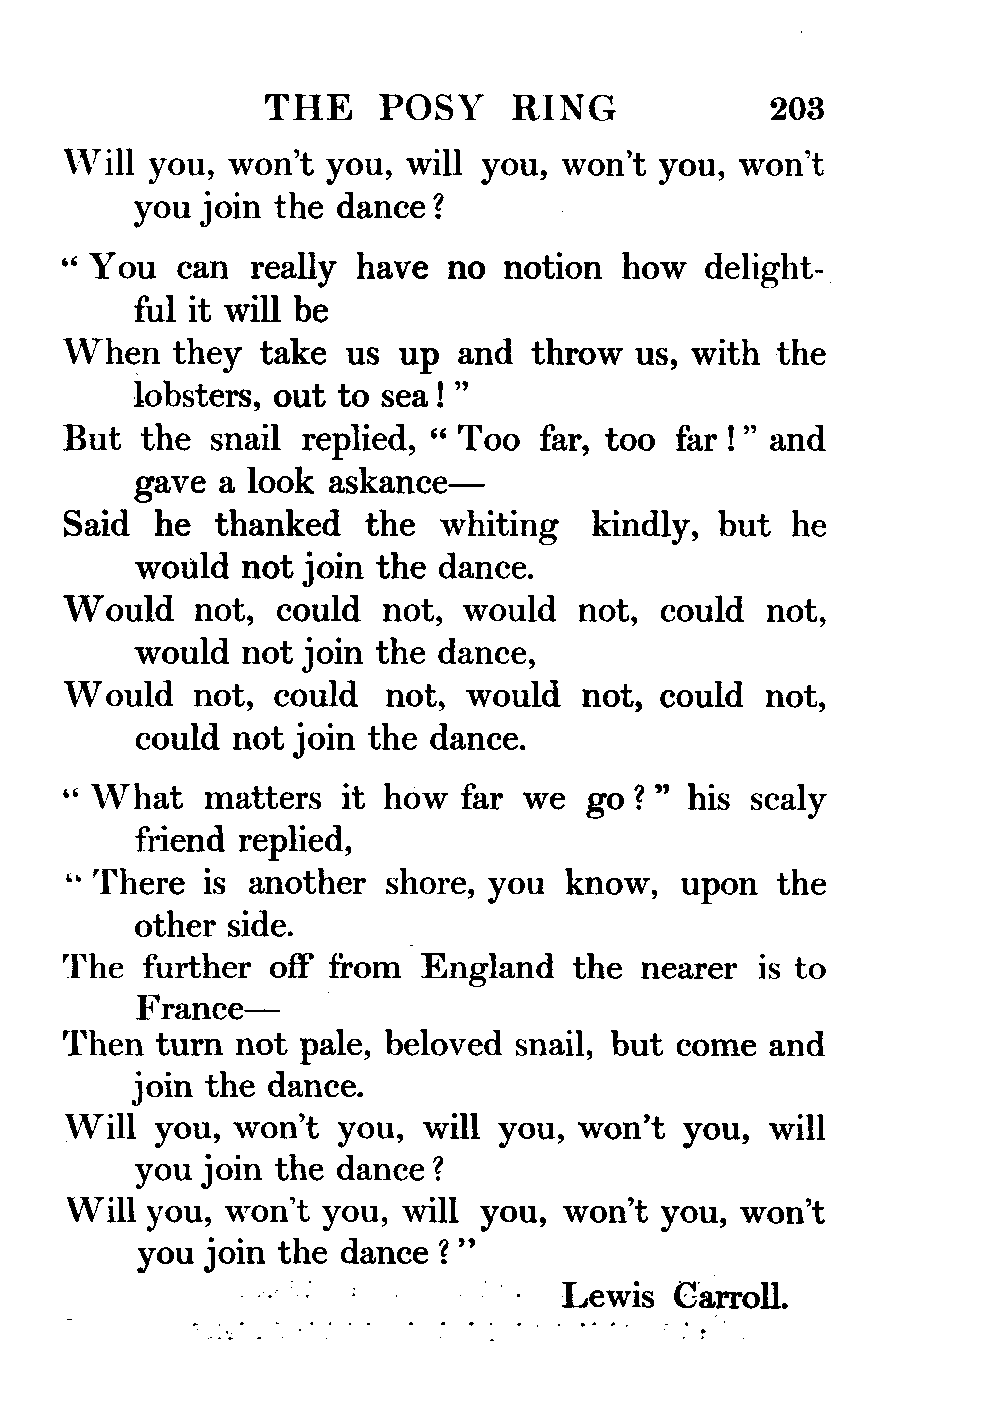 THE POSY RING 203
Will you, won't you, will you, won't you, won't
you join the dance?
"You can really have no notion how delight-
ful it will be
When they take us up and throw us, with the
lobsters, out to sea!"
But the snail replied, "Too far, too far!" and
gave a look askance—
Said he thanked the whiting kindly, but he
would not join the dance.
Would not, could not, would not, could not,
would not join the dance,
Would not, could not, would not, could not,
could not join the dance.
"What matters it how far we go?" his scaly
friend replied,
"There is another shore, you know, upon the
other side.
The further off from England the nearer is to
France—
Then turn not pale, beloved snail, but come and
join the dance.
Will you, won't you, will you, won't you, will
you join the dance?
Will you, won't you, will you, won't you, won't
you join the dance?"
Lewis Carroll.